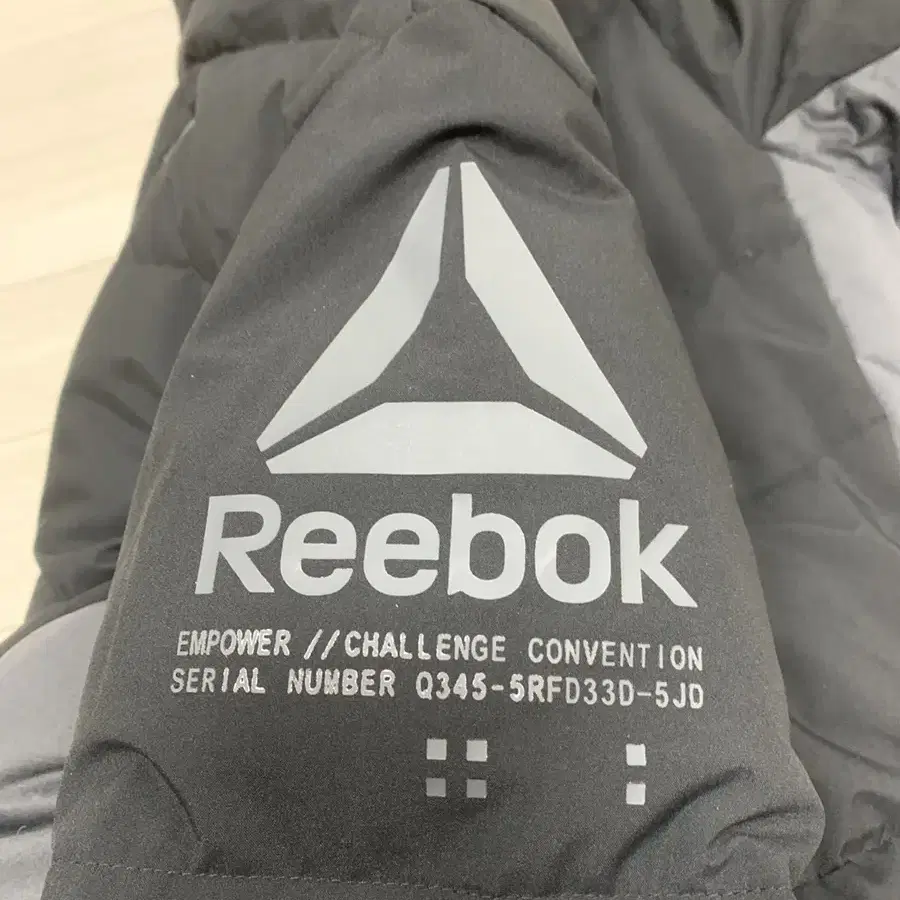 Reebok
EMPOWER //CHALLENGE CONVENTION
SERIAL NUMBER Q345-5RFD33D-5JD